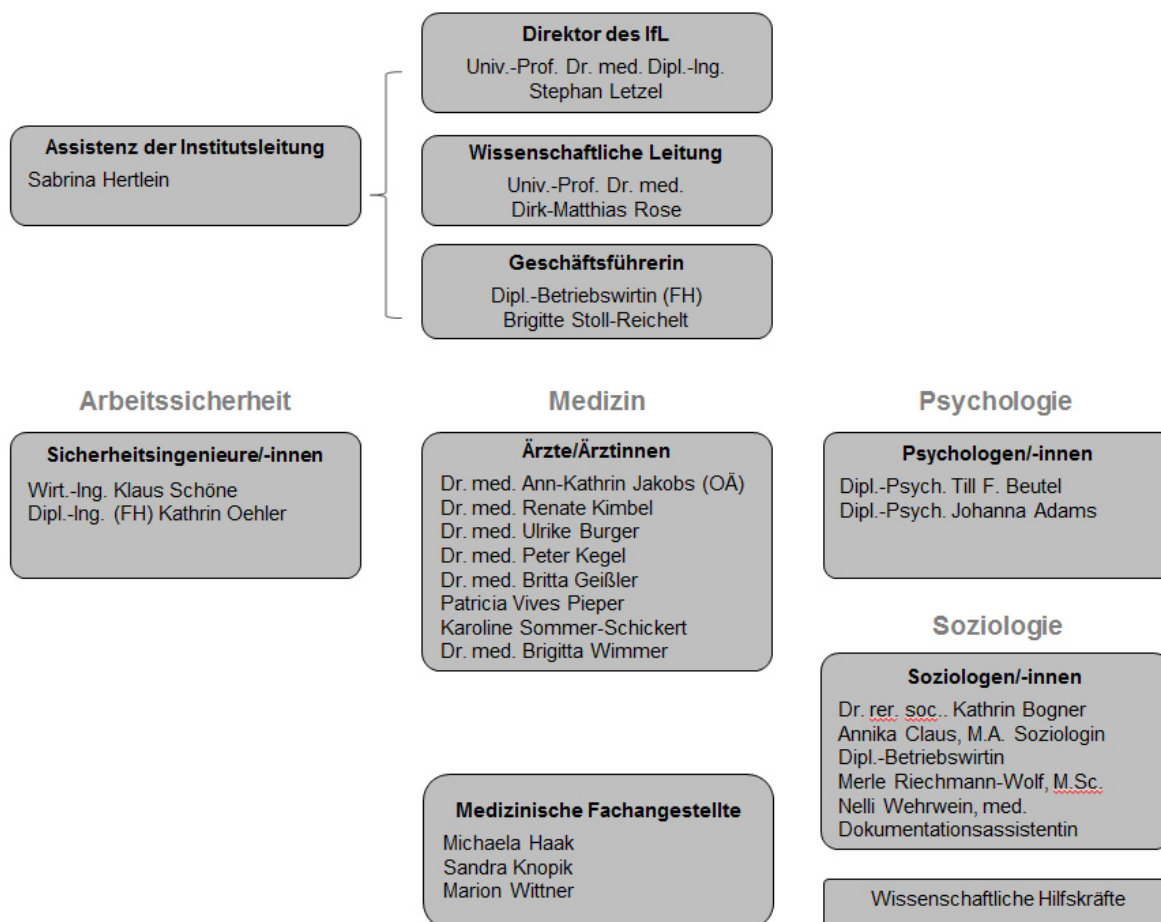 Direktor des IfL
Univ.-Prof. Dr. med. Dipl.-Ing.
Stephan Letzel
Assistenz der Institutsleitung
Sabrina Hertlein
Wissenschaftliche Leitung
Univ.-Prof. Dr. med.
Dirk-Matthias Rose
Geschäftsführerin
Dipl.-Betriebswirtin (FH)
Brigitte Stoll-Reichelt
Arbeitssicherheit
Sicherheitsingenieure/-innen
Wirt.-Ing. Klaus Schöne
Dipl.-Ing. (FH) Kathrin Oehler
Medizin
Ärzte/Ärztinnen
Dr. med. Ann-Kathrin Jakobs (OÄ)
Dr. med. Renate Kimbel
Dr. med. Ulrike Burger
Dr. med. Peter Kegel
Dr. med. Britta Geißler
Patricia Vives Pieper
Karoline Sommer-Schickert
Dr. med. Brigitta Wimmer
Medizinische Fachangestellte
Michaela Haak
Sandra Knopik
Marion Wittner
Psychologie
Psychologen/-innen
Dipl.-Psych. Till F. Beutel
Dipl.-Psych. Johanna Adams
Soziologie
Soziologen/-innen
Dr. rer. soc.. Kathrin Bogner
Annika Claus, M.A. Soziologin
Dipl.-Betriebswirtin
Merle Riechmann-Wolf, M.Sc.
Nelli Wehrwein, med.
Dokumentationsassistentin
Wissenschaftliche Hilfskräfte